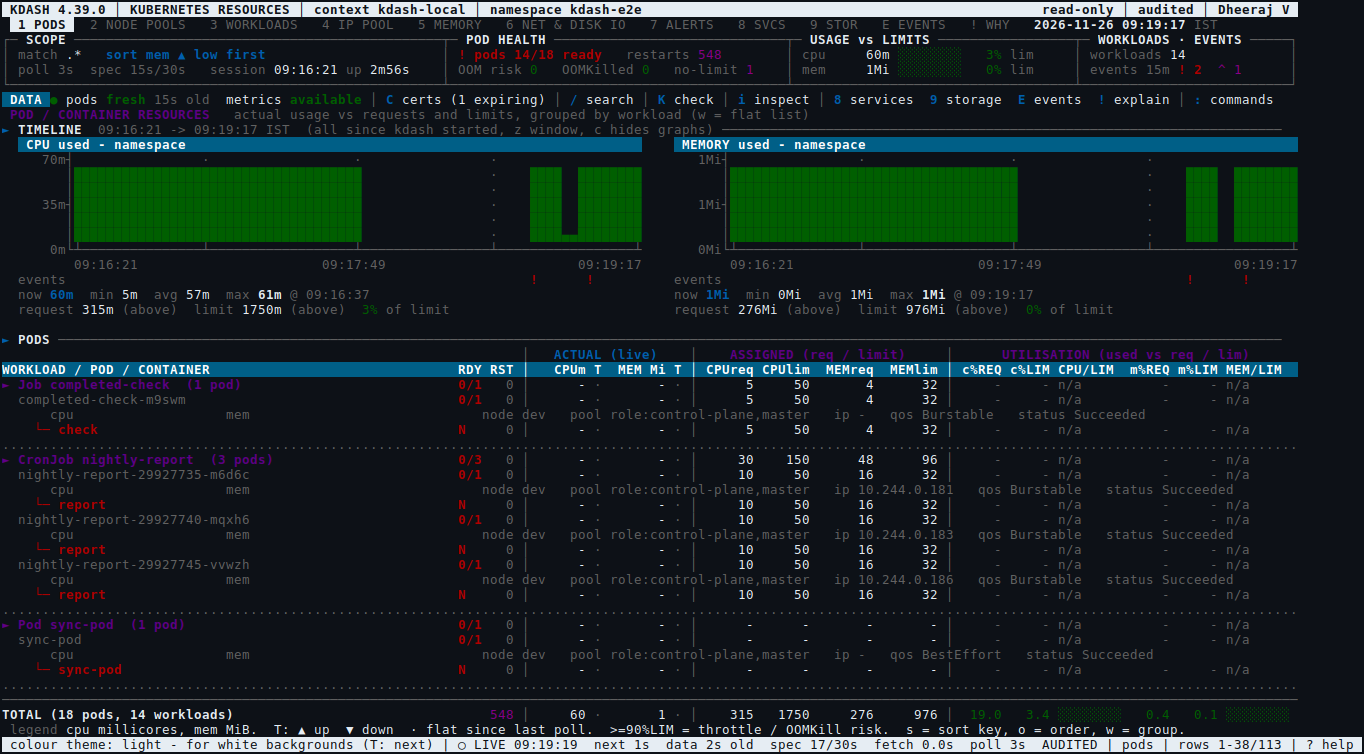 KDASH 4.39.0 │ KUBERNETES RESOURCES │ context kdash-local │ namespace kdash-e2e read-only │ audited │ Dheeraj V
1 PODS 2 NODE POOLS 3 WORKLOADS 4 IP POOL 5 MEMORY 6 NET & DISK IO 7 ALERTS 8 SVCS 9 STOR E EVENTS ! WHY 2026-11-26 09:19:17 IST
SCOPE POD HEALTH USAGE vs LIMITS WORKLOADS · EVENTS
match .* sort mem ▲ low first ! pods 14/18 ready restarts 548 cpu 60m 3% lim workloads 14
poll 3s spec 15s/30s session 09:16:21 up 2m56s OOM risk 0 OOMKilled 0 no-limit 1 mem 1Mi 0% lim events 15m ! 2 ^ 1
DATA ● pods fresh 15s old metrics available │ C certs (1 expiring) │ / search │ K check │ i inspect │ 8 services 9 storage E events ! explain │ : commands
POD / CONTAINER RESOURCES actual usage vs requests and limits, grouped by workload (w = flat list)
► TIMELINE 09:16:21 -> 09:19:17 IST (all since kdash started, z window, c hides graphs)
CPU used - namespace MEMORY used - namespace
70m 1Mi
35m 1Mi
0m 0Mi
09:16:21 09:17:49 09:19:17 09:16:21 09:17:49 09:19:17
events ! ! events ! !
now 60m min 5m avg 57m max 61m @ 09:16:37 now 1Mi min 0Mi avg 1Mi max 1Mi @ 09:19:17
request 315m (above) limit 1750m (above) 3% of limit request 276Mi (above) limit 976Mi (above) 0% of limit
► PODS
│ ACTUAL (live) │ ASSIGNED (req / limit) │ UTILISATION (used vs req / lim)
WORKLOAD / POD / CONTAINER RDY RST │ CPUm T MEM Mi T │ CPUreq CPUlim MEMreq MEMlim │ c%REQ c%LIM CPU/LIM m%REQ m%LIM MEM/LIM
► Job completed-check (1 pod) 0/1 0 │ - · - · │ 5 50 4 32 │ - - n/a - - n/a
completed-check-m9swm 0/1 0 │ - · - · │ 5 50 4 32 │ - - n/a - - n/a
cpu mem node dev pool role:control-plane,master ip - qos Burstable status Succeeded
└─ check N 0 │ - · - · │ 5 50 4 32 │ - - n/a - - n/a
► CronJob nightly-report (3 pods) 0/3 0 │ - · - · │ 30 150 48 96 │ - - n/a - - n/a
nightly-report-29927735-m6d6c 0/1 0 │ - · - · │ 10 50 16 32 │ - - n/a - - n/a
cpu mem node dev pool role:control-plane,master ip 10.244.0.181 qos Burstable status Succeeded
└─ report N 0 │ - · - · │ 10 50 16 32 │ - - n/a - - n/a
nightly-report-29927740-mqxh6 0/1 0 │ - · - · │ 10 50 16 32 │ - - n/a - - n/a
cpu mem node dev pool role:control-plane,master ip 10.244.0.183 qos Burstable status Succeeded
└─ report N 0 │ - · - · │ 10 50 16 32 │ - - n/a - - n/a
nightly-report-29927745-vvwzh 0/1 0 │ - · - · │ 10 50 16 32 │ - - n/a - - n/a
cpu mem node dev pool role:control-plane,master ip 10.244.0.186 qos Burstable status Succeeded
└─ report N 0 │ - · - · │ 10 50 16 32 │ - - n/a - - n/a
► Pod sync-pod (1 pod) 0/1 0 │ - · - · │ - - - - │ - - n/a - - n/a
sync-pod 0/1 0 │ - · - · │ - - - - │ - - n/a - - n/a
cpu mem node dev pool role:control-plane,master ip - qos BestEffort status Succeeded
└─ sync-pod N 0 │ - · - · │ - - - - │ - - n/a - - n/a
TOTAL (18 pods, 14 workloads) 548 │ 60 · 1 · │ 315 1750 276 976 │ 19.0 3.4 0.4 0.1
legend cpu millicores, mem MiB. T: ▲ up ▼ down · flat since last poll. >=90%LIM = throttle / OOMKill risk. s = sort key, o = order, w = group.
colour theme: light - for white backgrounds (T: next) │ ○ LIVE 09:19:19 next 1s data 2s old spec 17/30s fetch 0.0s poll 3s AUDITED │ pods │ rows 1-38/113 │ ? help